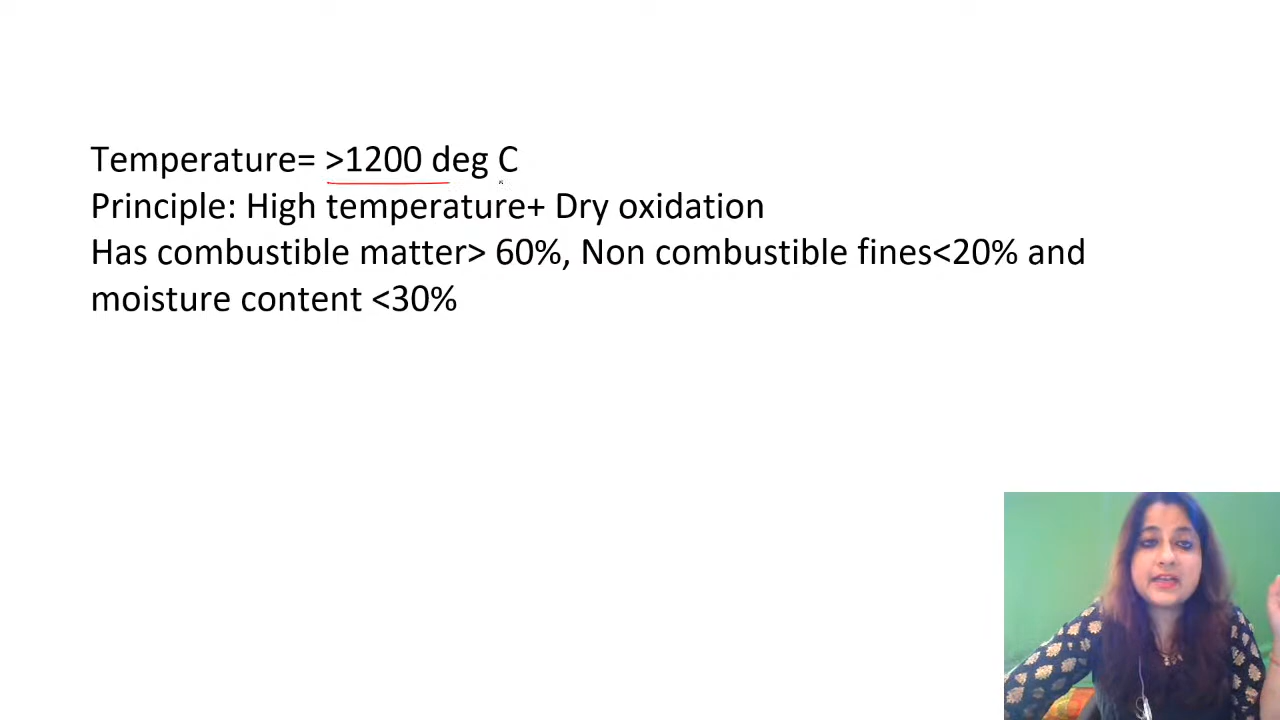 Temperature= >1200 deg C
Principle: High temperature+ Dry oxidation
Has combustible matter> 60%, Non combustible fines<20% and
moisture content <30%